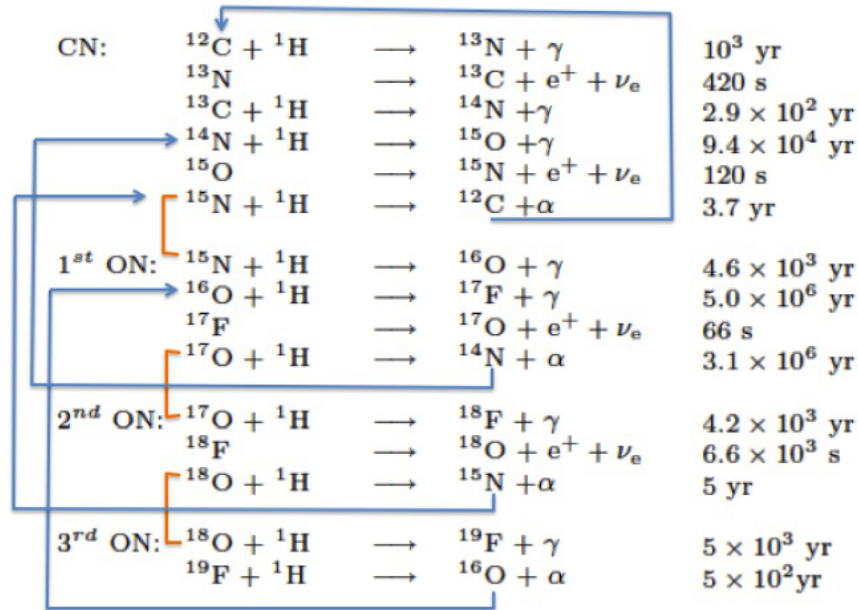 CN: ¹²C + ¹H ⟶ ¹³N + γ 10³ yr
¹³N ⟶ ¹³C + e⁺ + νₑ 420 s
¹³C + ¹H ⟶ ¹⁴N +γ 2.9 × 10² yr
¹⁴N + ¹H ⟶ ¹⁵O +γ 9.4 × 10⁴ yr
¹⁵O ⟶ ¹⁵N + e⁺ + νₑ 120 s
¹⁵N + ¹H ⟶ ¹²C +α 3.7 yr
1ˢᵗ ON: ¹⁵N + ¹H ⟶ ¹⁶O + γ 4.6 × 10³ yr
¹⁶O + ¹H ⟶ ¹⁷F + γ 5.0 × 10⁶ yr
¹⁷F ⟶ ¹⁷O + e⁺ + νₑ 66 s
¹⁷O + ¹H ⟶ ¹⁴N + α 3.1 × 10⁶ yr
2ⁿᵈ ON: ¹⁷O + ¹H ⟶ ¹⁸F + γ 4.2 × 10³ yr
¹⁸F ⟶ ¹⁸O + e⁺ + νₑ 6.6 × 10³ s
¹⁸O + ¹H ⟶ ¹⁵N +α 5 yr
3ʳᵈ ON: ¹⁸O + ¹H ⟶ ¹⁹F + γ 5 × 10³ yr
¹⁹F + ¹H ⟶ ¹⁶O + α 5 × 10²yr